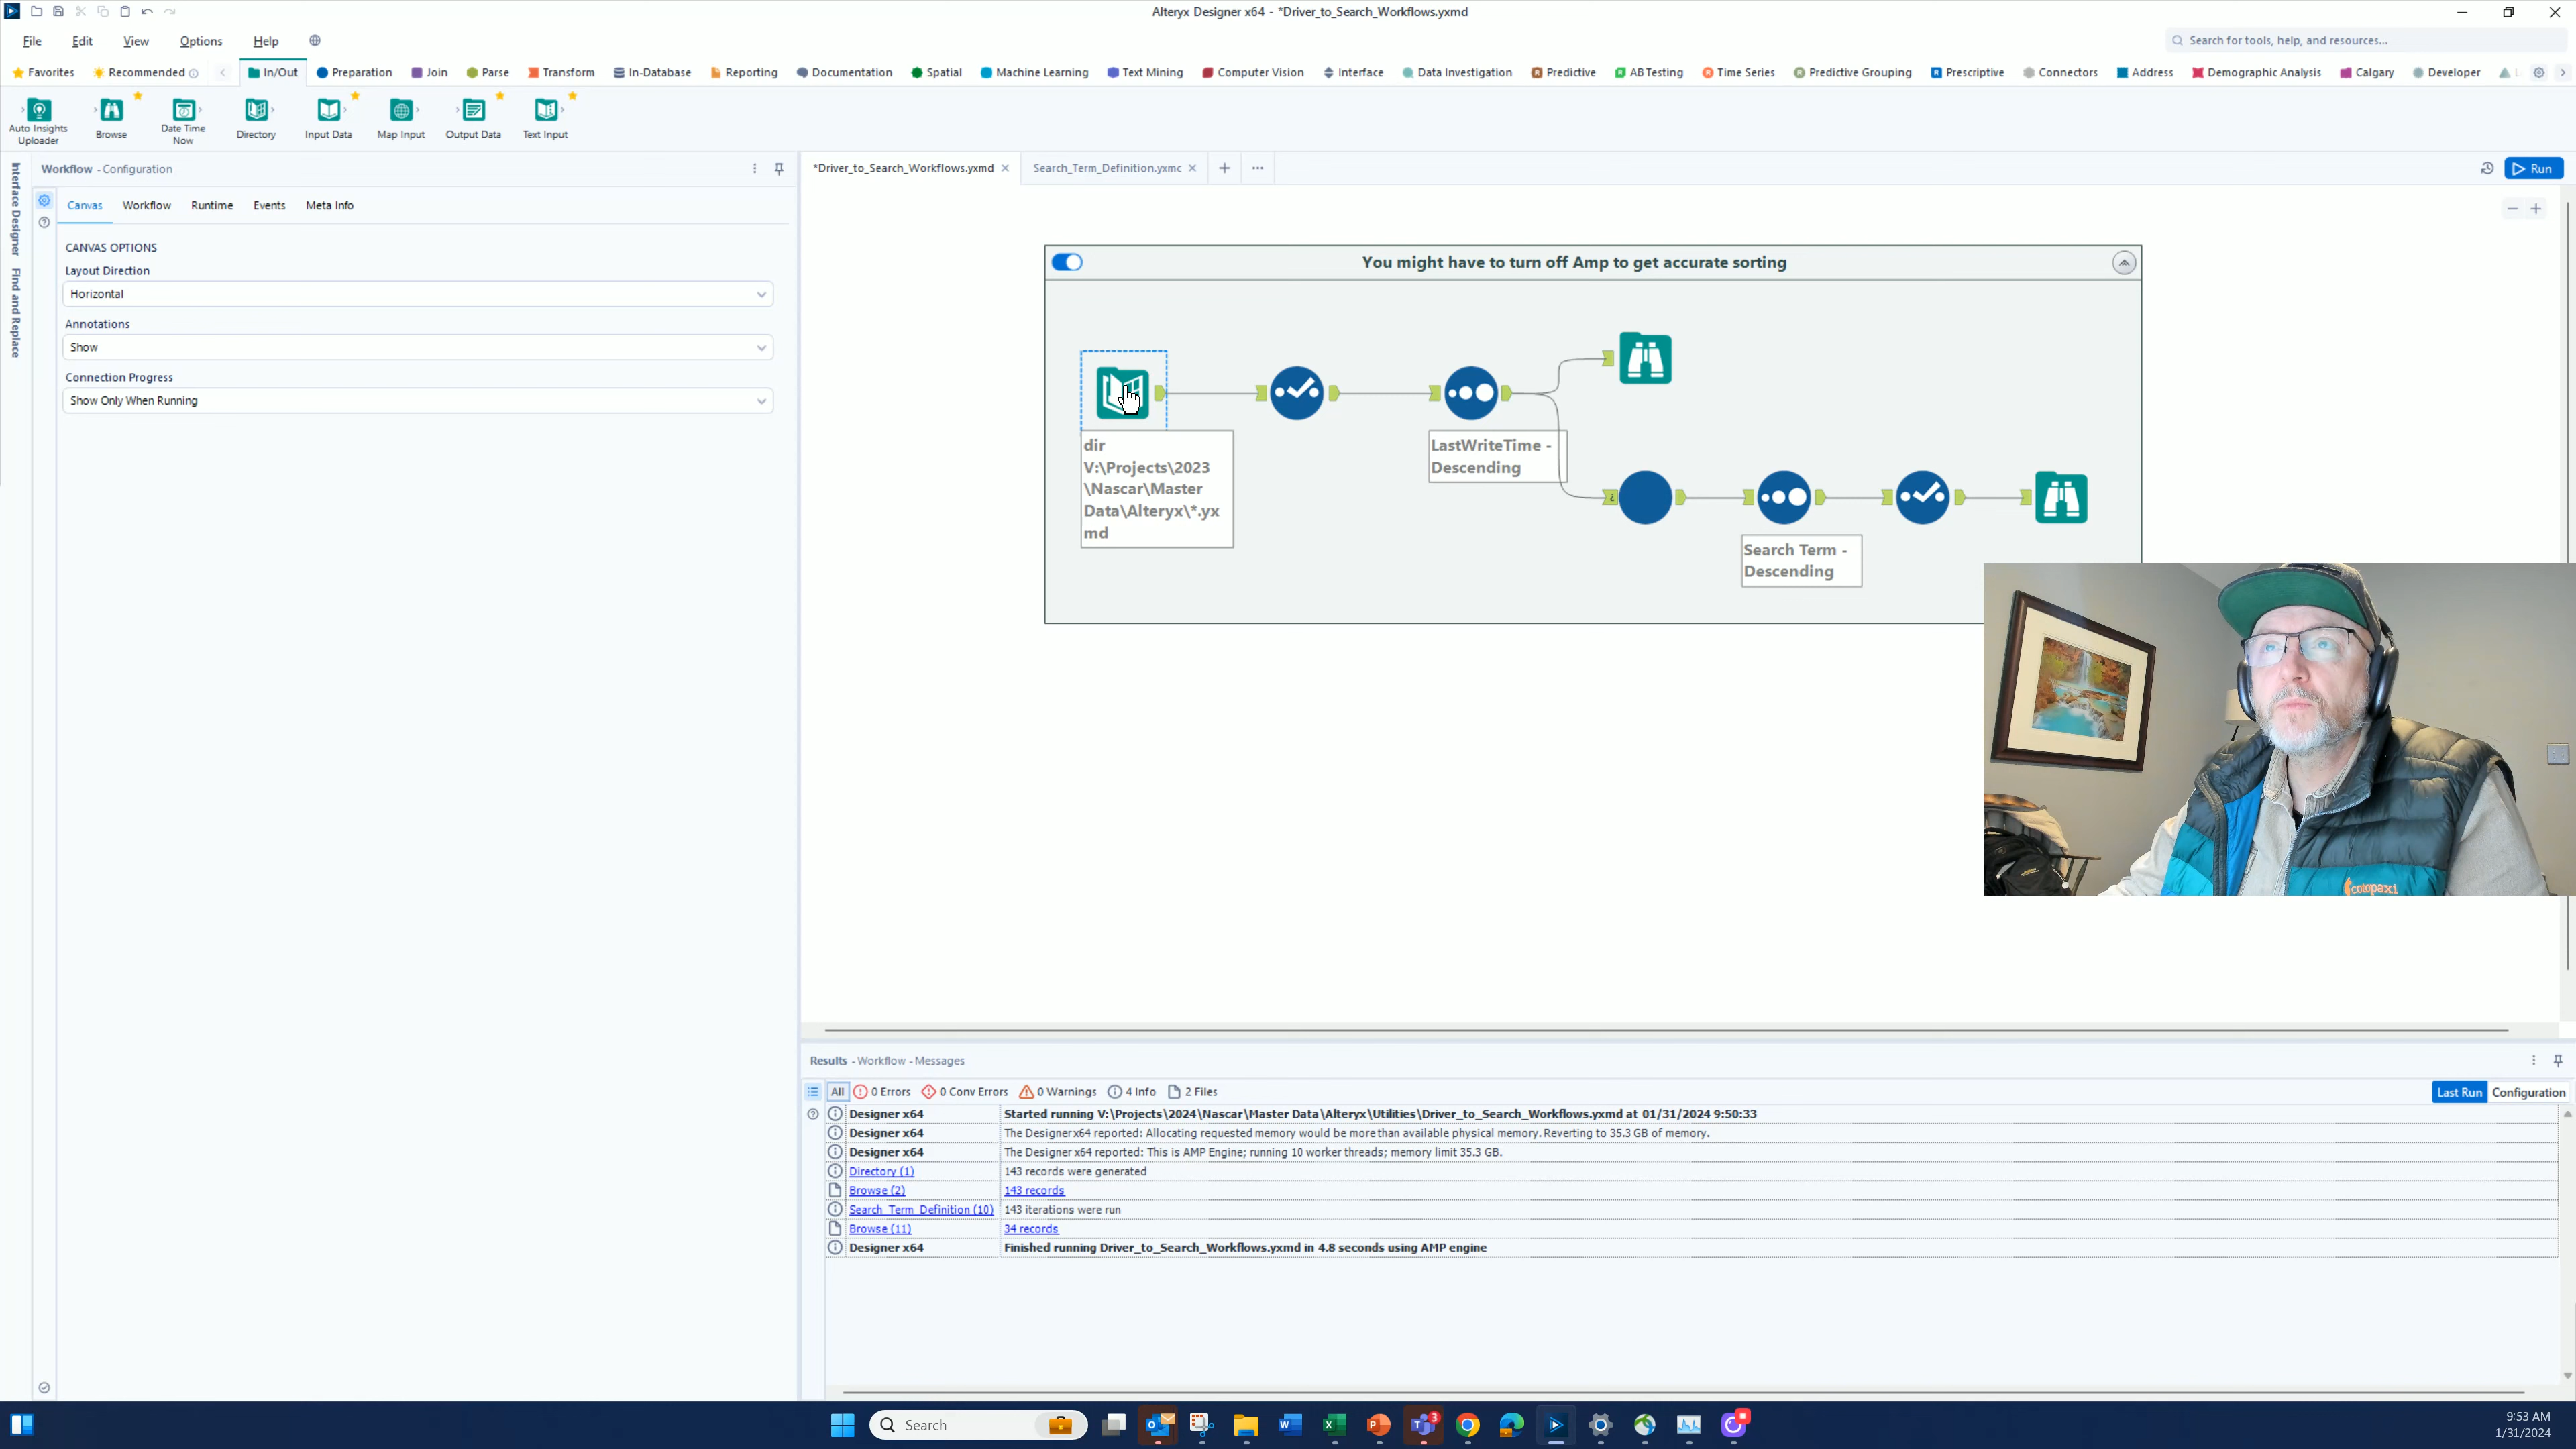 Alteryx Designer x64 - *Driver_to_Search_Workflows.yxmd
File Edit View Options Help
Search for tools, help, and resources...
Favorites Recommended In/Out Preparation Join Parse Transform In-Database Reporting Documentation Spatial Machine Learning Text Mining Computer Vision Interface Data Investigation Predictive AB Testing Time Series Predictive Grouping Prescriptive Connectors Address Demographic Analysis Calgary Developer
Auto Insights Uploader Browse Date Time Now Directory Input Data Map Input Output Data Text Input
Interface Designer
Find and Replace
Workflow - Configuration
*Driver_to_Search_Workflows.yxmd
Search_Term_Definition.yxmc
Run
Canvas Workflow Runtime Events Meta Info
CANVAS OPTIONS
Layout Direction
Horizontal
Annotations
Show
Connection Progress
Show Only When Running
You might have to turn off Amp to get accurate sorting
dir
V:\Projects\2023
\Nascar\Master
Data\Alteryx\*.yx
md
LastWriteTime -
Descending
Search Term -
Descending
cotopaxi
Results - Workflow - Messages
All 0 Errors 0 Conv Errors 0 Warnings 4 Info 2 Files
Last Run Configuration
Designer x64 Started running V:\Projects\2024\Nascar\Master Data\Alteryx\Utilities\Driver_to_Search_Workflows.yxmd at 01/31/2024 9:50:33
Designer x64 The Designer x64 reported: Allocating requested memory would be more than available physical memory. Reverting to 35.3 GB of memory.
Designer x64 The Designer x64 reported: This is AMP Engine; running 10 worker threads; memory limit 35.3 GB.
Directory (1) 143 records were generated
Browse (2) 143 records
Search_Term_Definition (10) 143 iterations were run
Browse (11) 34 records
Designer x64 Finished running Driver_to_Search_Workflows.yxmd in 4.8 seconds using AMP engine
Search
3
9:53 AM
1/31/2024